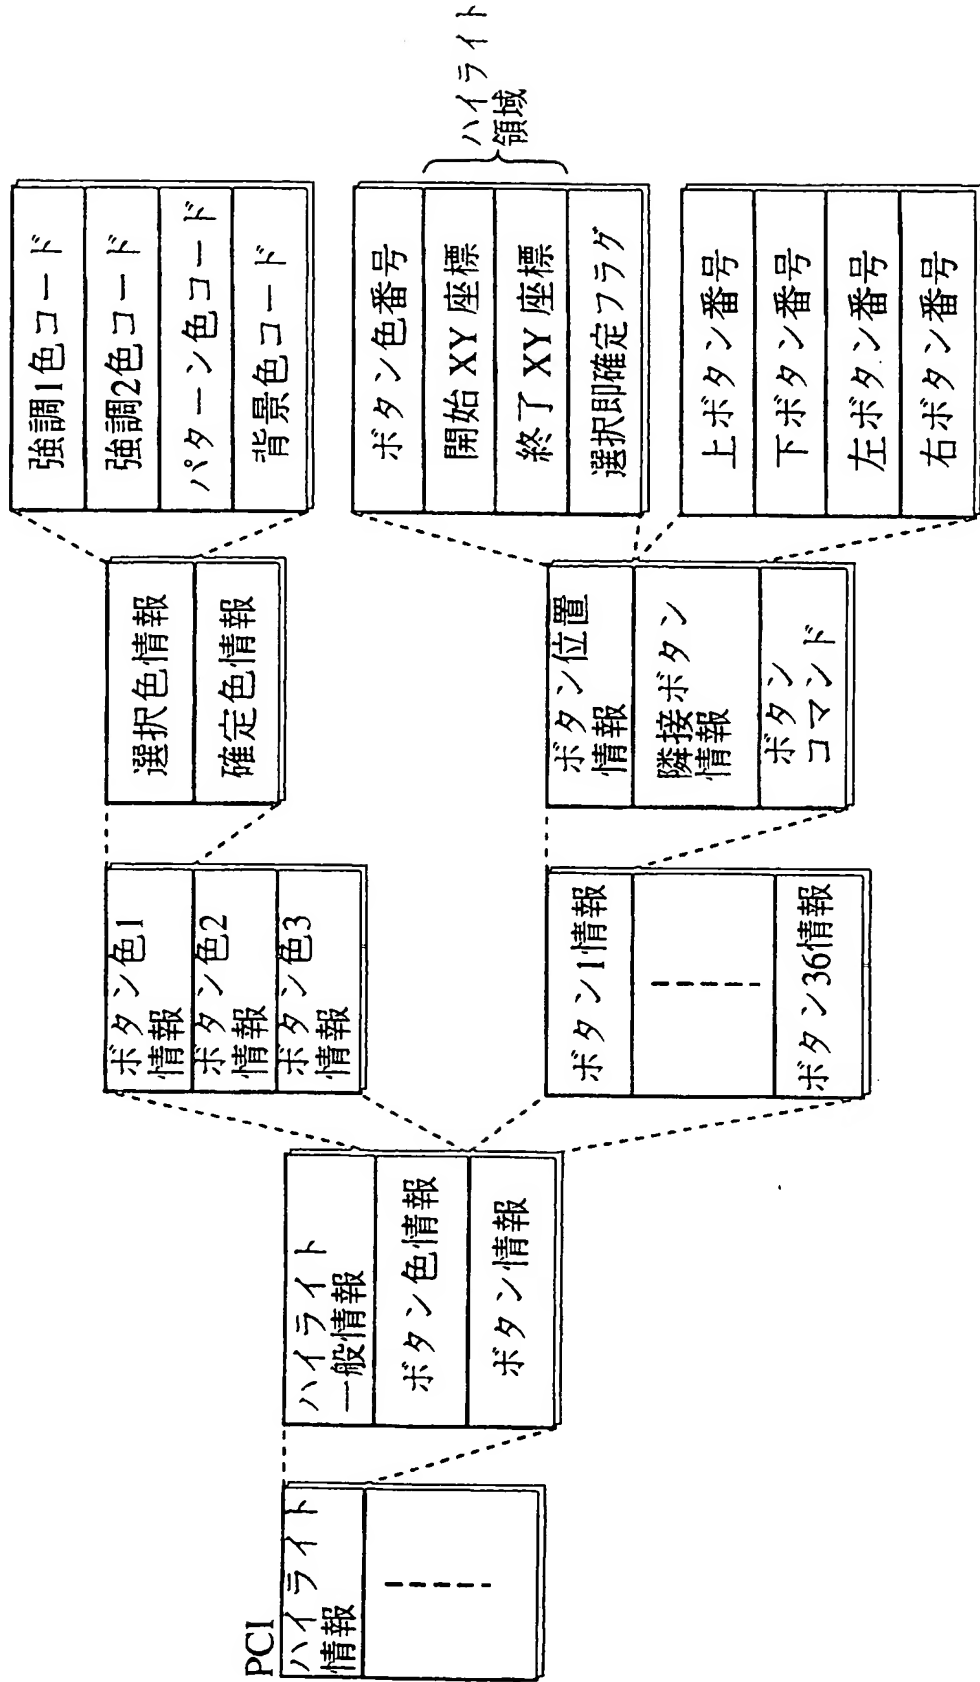 PCI
ハイライト
情報
ハイライト
一般情報
ボタン色情報
ボタン情報
ボタン色1
情報
ボタン色2
情報
ボタン色3
情報
ボタン1情報
ボタン36情報
選択色情報
確定色情報
ボタン位置
情報
隣接ボタン
情報
ボタン
コマンド
強調1色コード
強調2色コード
パターン色コード
背景色コード
ボタン色番号
開始 XY 座標
終了 XY 座標
選択即確定フラグ
ハイライト
領域
上ボタン番号
下ボタン番号
左ボタン番号
右ボタン番号